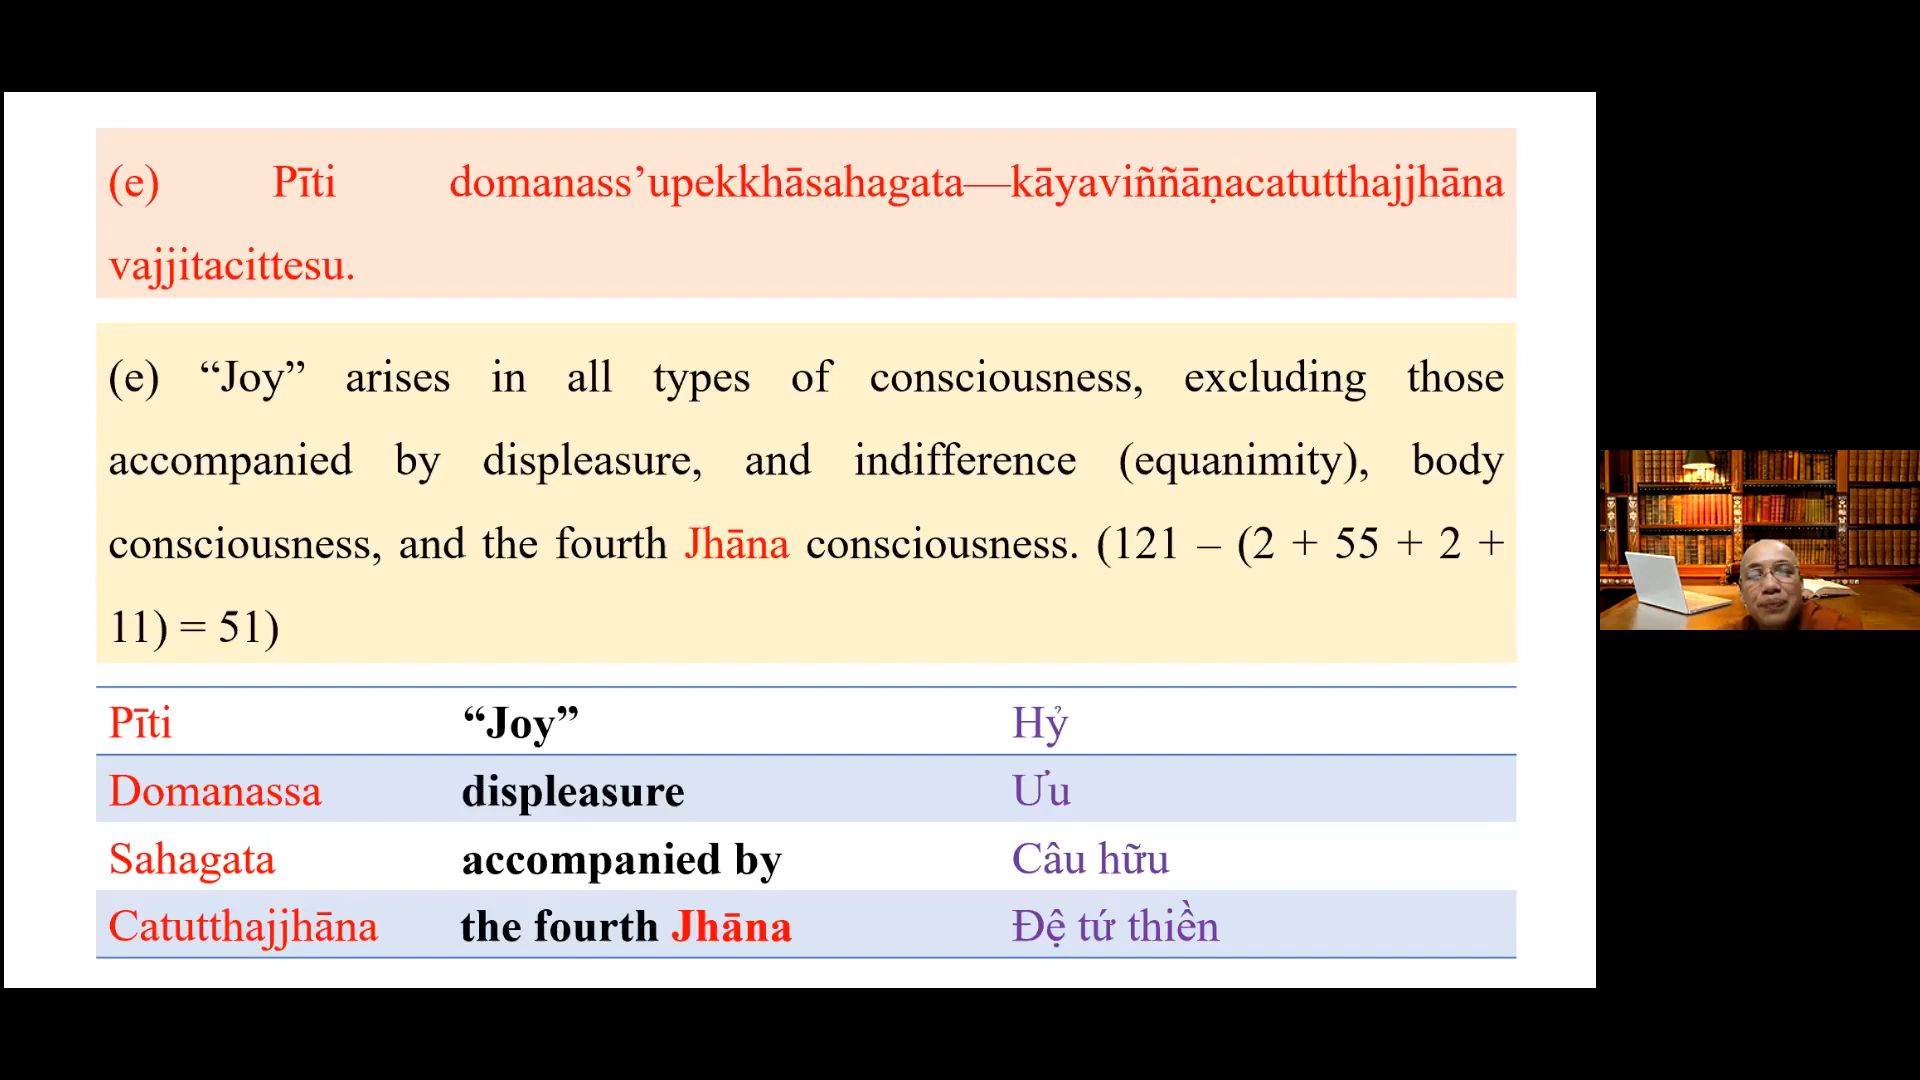 (e) Pīti domanass’upekkhāsahagata—kāyaviññāṇacatutthajjhāna
vajjitacittesu.
(e) “Joy” arises in all types of consciousness, excluding those
accompanied by displeasure, and indifference (equanimity), body
consciousness, and the fourth Jhāna consciousness. (121 – (2 + 55 + 2 +
11) = 51)
Pīti “Joy” Hỷ
Domanassa displeasure Ưu
Sahagata accompanied by Câu hữu
Catutthajjhāna the fourth Jhāna Đệ tứ thiền